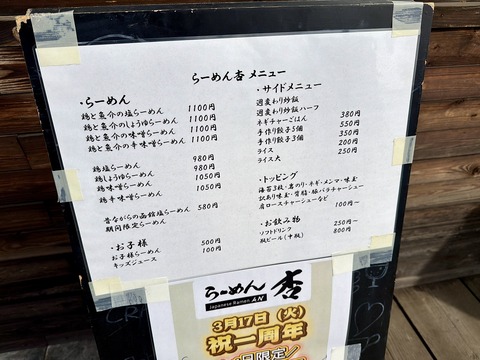 らーめん杏 メニュー
・らーめん
鶏と魚介の塩らーめん 1100円
鶏と魚介のしょうゆらーめん 1100円
鶏と魚介の味噌らーめん 1100円
鶏と魚介の辛味噌らーめん 1100円
鶏塩らーめん 980円
鶏しょうゆらーめん 980円
鶏味噌らーめん 1050円
鶏辛味噌らーめん 1050円
昔ながらの函館塩らーめん 580円
期間限定らーめん
・お子様
お子様らーめん 500円
キッズジュース 100円
・サイドメニュー
週変わり炒飯
週変わり炒飯ハーフ
ネギチャーごはん 380円
手作り餃子5個 550円
手作り餃子3個 350円
ライス 200円
ライス大 250円
・トッピング
海苔3枚・岩のり・ネギ・メンマ・味玉
訳あり味玉・背脂・豚バラチャーシュー
肩ロースチャーシューなど 100円〜
・お飲み物
ソフトドリンク 250円〜
瓶ビール(中瓶) 800円
らーめん 杏
Japanese Ramen AN
3月17日(火)
祝一周年
日限定